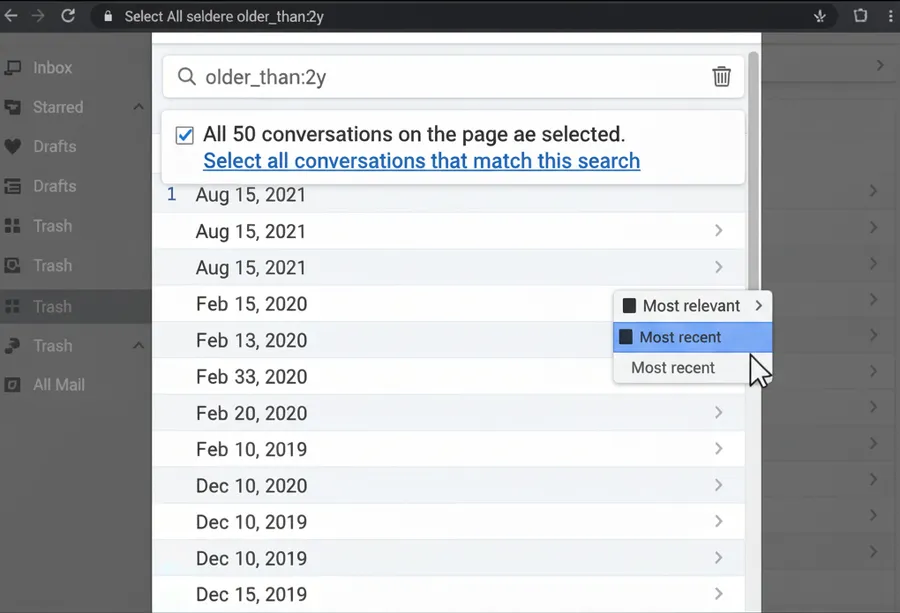 Select All seldere older_than:2y
Inbox
Starred
Drafts
Drafts
Trash
Trash
Trash
Trash
All Mail
older_than:2y
All 50 conversations on the page ae selected.
Select all conversations that match this search
1 Aug 15, 2021
Aug 15, 2021
Aug 15, 2021
Feb 15, 2020
Feb 13, 2020
Feb 33, 2020
Feb 20, 2020
Feb 10, 2019
Dec 10, 2020
Dec 10, 2019
Dec 10, 2019
Dec 15, 2019
Most relevant
Most recent
Most recent